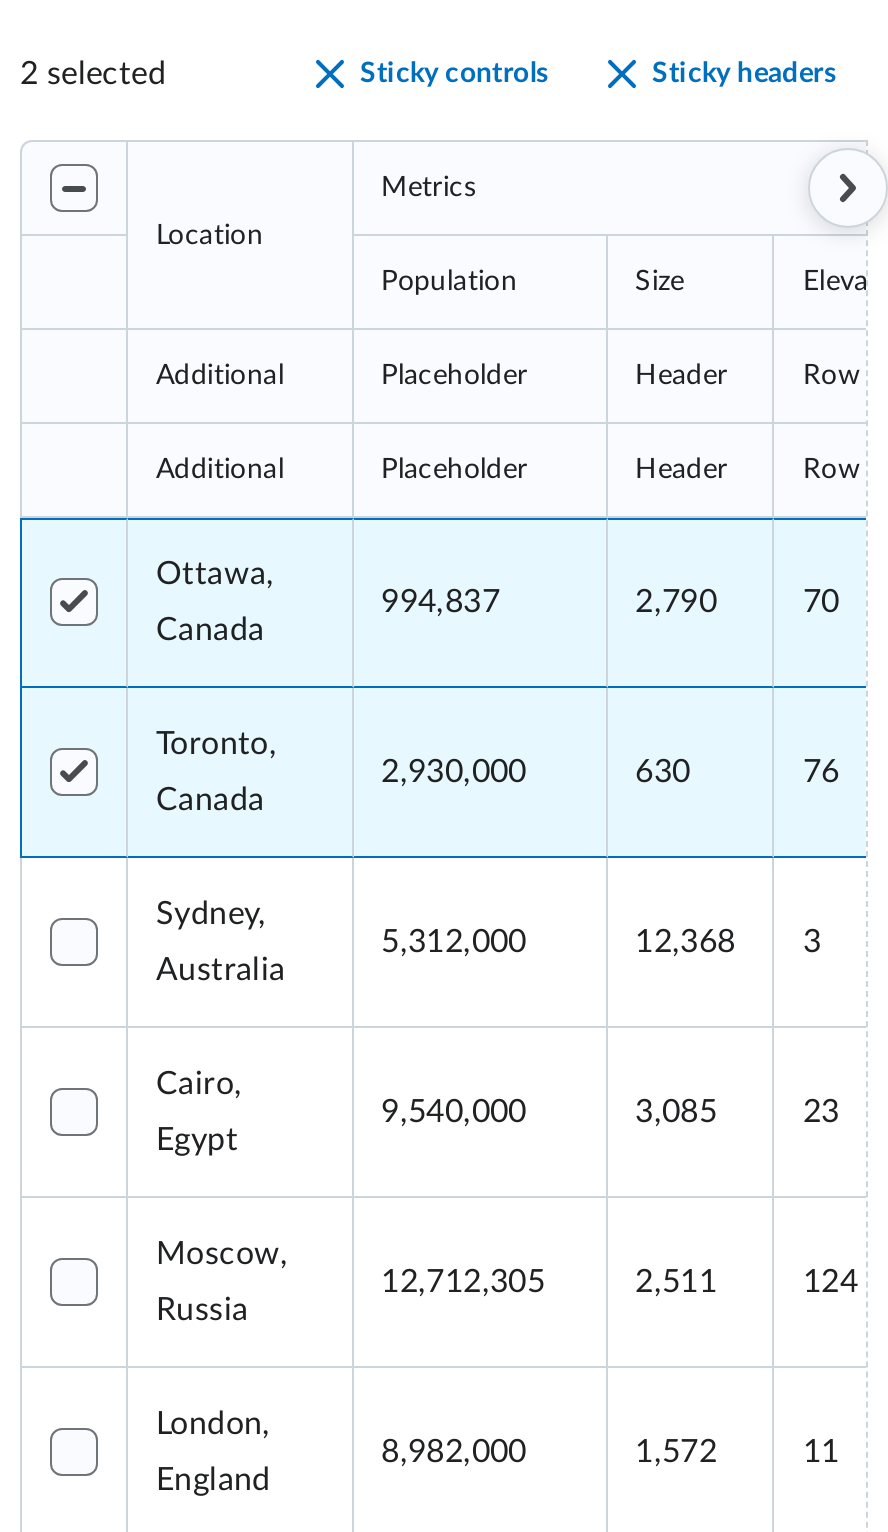 2 selected
Sticky controls
Sticky headers
Metrics
Location
Population
Size
Eleva
Additional
Placeholder
Header
Row
Additional
Placeholder
Header
Row
Ottawa,
Canada
994,837
2,790
70
Toronto,
Canada
2,930,000
630
76
Sydney,
Australia
5,312,000
12,368
3
Cairo,
Egypt
9,540,000
3,085
23
Moscow,
Russia
12,712,305
2,511
124
London,
England
8,982,000
1,572
11